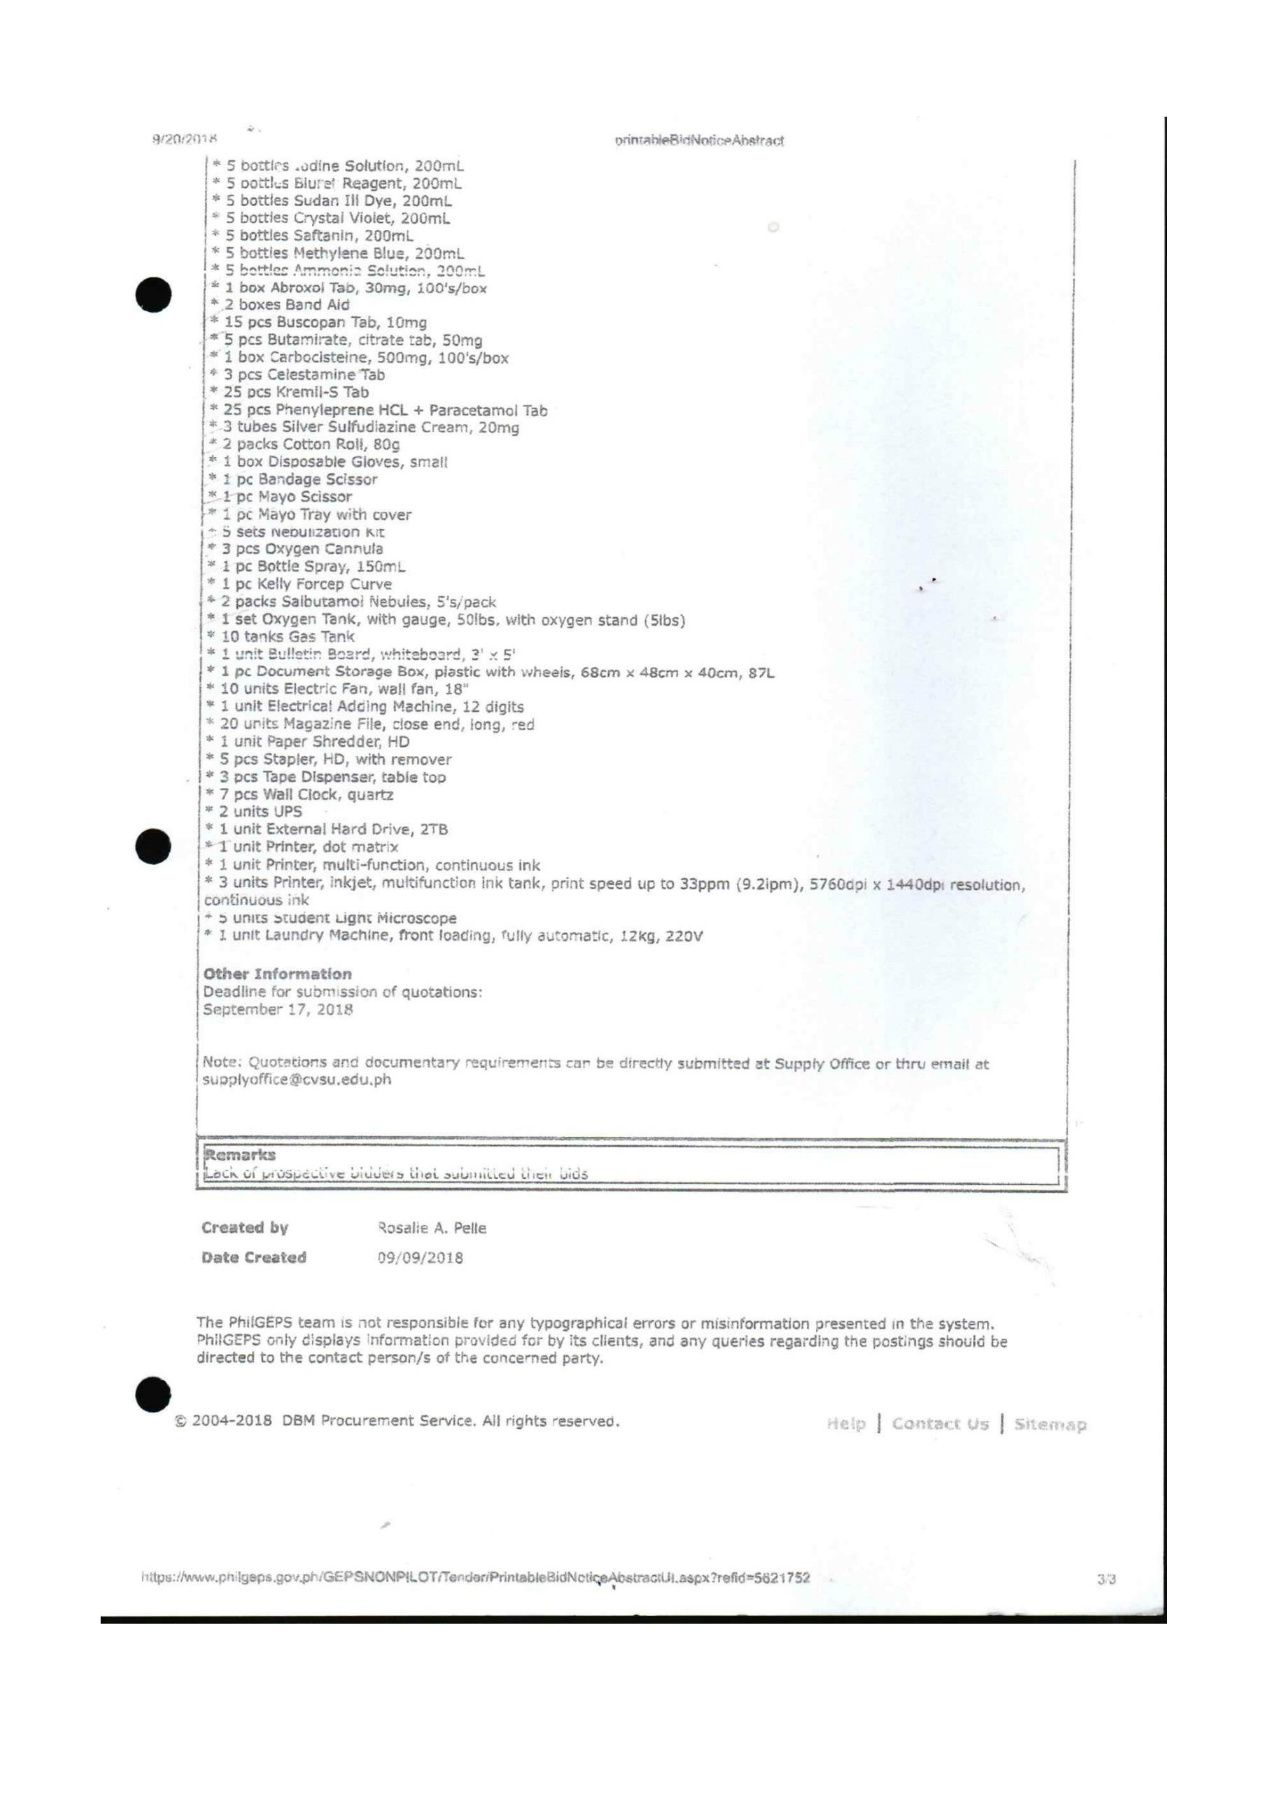 9/20/2018 printableBidNoticeAbstract
* 5 bottles Iodine Solution, 200mL
* 5 bottles Biuret Reagent, 200mL
* 5 bottles Sudan III Dye, 200mL
* 5 bottles Crystal Violet, 200mL
* 5 bottles Saftanin, 200mL
* 5 bottles Methylene Blue, 200mL
* 5 bottles Ammonia Solution, 200mL
* 1 box Abroxol Tab, 30mg, 100's/box
* 2 boxes Band Aid
* 15 pcs Buscopan Tab, 10mg
* 5 pcs Butamirate, citrate tab, 50mg
* 1 box Carbocisteine, 500mg, 100's/box
* 3 pcs Celestamine Tab
* 25 pcs Kremil-S Tab
* 25 pcs Phenyleprene HCL + Paracetamol Tab
* 3 tubes Silver Sulfudiazine Cream, 20mg
* 2 packs Cotton Roll, 80g
* 1 box Disposable Gloves, small
* 1 pc Bandage Scissor
* 1 pc Mayo Scissor
* 1 pc Mayo Tray with cover
* 5 sets Nebulization Kit
* 3 pcs Oxygen Cannula
* 1 pc Bottle Spray, 150mL
* 1 pc Kelly Forcep Curve
* 2 packs Salbutamol Nebules, 5's/pack
* 1 set Oxygen Tank, with gauge, 50lbs, with oxygen stand (5lbs)
* 10 tanks Gas Tank
* 1 unit Bulletin Board, whiteboard, 3' x 5'
* 1 pc Document Storage Box, plastic with wheels, 68cm x 48cm x 40cm, 87L
* 10 units Electric Fan, wall fan, 18"
* 1 unit Electrical Adding Machine, 12 digits
* 20 units Magazine File, close end, long, red
* 1 unit Paper Shredder, HD
* 5 pcs Stapler, HD, with remover
* 3 pcs Tape Dispenser, table top
* 7 pcs Wall Clock, quartz
* 2 units UPS
* 1 unit External Hard Drive, 2TB
* 1 unit Printer, dot matrix
* 1 unit Printer, multi-function, continuous ink
* 3 units Printer, inkjet, multifunction ink tank, print speed up to 33ppm (9.2ipm), 5760dpi x 1440dpi resolution,
continuous ink
* 5 units Student Light Microscope
* 1 unit Laundry Machine, front loading, fully automatic, 12kg, 220V
Other Information
Deadline for submission of quotations:
September 17, 2018
Note: Quotations and documentary requirements can be directly submitted at Supply Office or thru email at
supplyoffice@cvsu.edu.ph
Remarks
Lack of prospective bidders that submitted their bids
Created by Rosalie A. Pelle
Date Created 09/09/2018
The PhilGEPS team is not responsible for any typographical errors or misinformation presented in the system.
PhilGEPS only displays information provided for by its clients, and any queries regarding the postings should be
directed to the contact person/s of the concerned party.
© 2004-2018 DBM Procurement Service. All rights reserved. Help | Contact Us | Sitemap
https://www.philgeps.gov.ph/GEPSNONPILOT/Tender/PrintableBidNoticeAbstractUI.aspx?refid=5621752 3/3